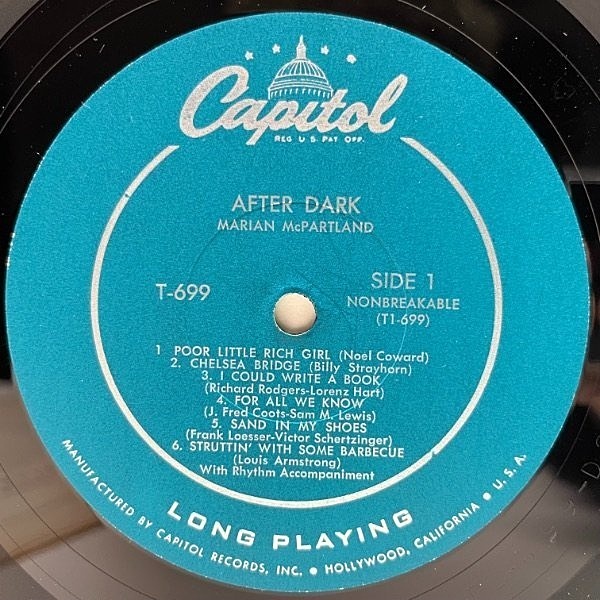 Capitol
REG U.S. PAT OFF.
AFTER DARK
MARIAN McPARTLAND
T-699
SIDE 1
NONBREAKABLE
(T1-699)
1 POOR LITTLE RICH GIRL (Noel Coward)
2. CHELSEA BRIDGE (Billy Strayhorn)
3. I COULD WRITE A BOOK
(Richard Rodgers-Lorenz Hart)
4. FOR ALL WE KNOW
(J. Fred Coots-Sam M. Lewis)
5. SAND IN MY SHOES
(Frank Loesser-Victor Schertzinger)
6. STRUTTIN' WITH SOME BARBECUE
(Louis Armstrong)
With Rhythm Accompaniment
LONG PLAYING
MANUFACTURED BY CAPITOL RECORDS, INC. • HOLLYWOOD, CALIFORNIA • U.S.A.